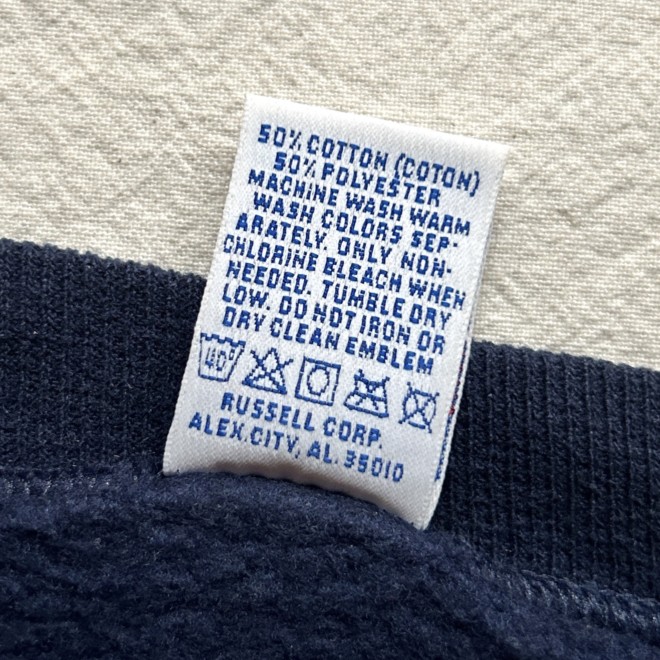 50% COTTON (COTON)
50% POLYESTER
MACHINE WASH WARM
WASH COLORS SEP-
ARATELY. ONLY NON-
CHLORINE BLEACH WHEN
NEEDED. TUMBLE DRY
LOW. DO NOT IRON OR
DRY CLEAN EMBLEM
40°
RUSSELL CORP.
ALEX.CITY, AL. 35010